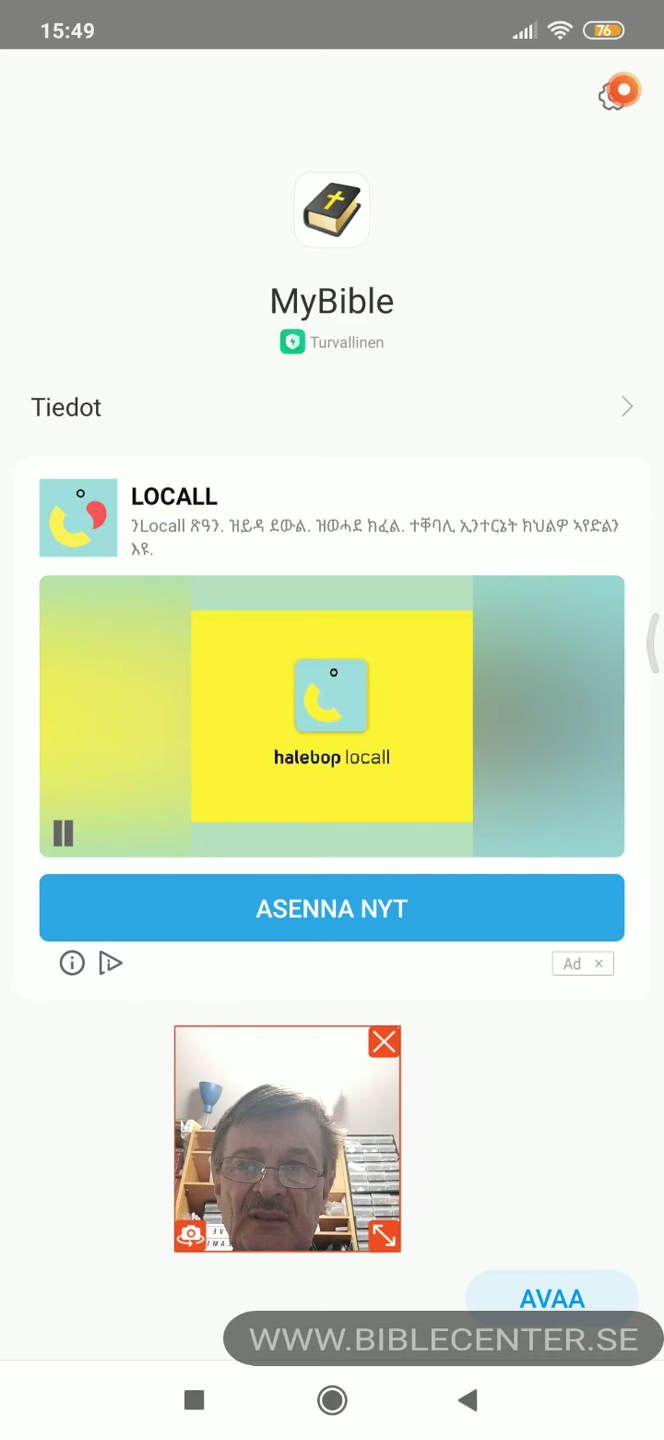 15:49
76
MyBible
Turvallinen
Tiedot
LOCALL
ንLocall ጽዓን. ዝይዳ ደውል. ዝወሓደ ክፈል. ተቐባሊ ኢንተርኔት ክህልዎ ኣየድልን
እዩ.
halebop locall
ASENNA NYT
Ad
AVAA
WWW.BIBLECENTER.SE